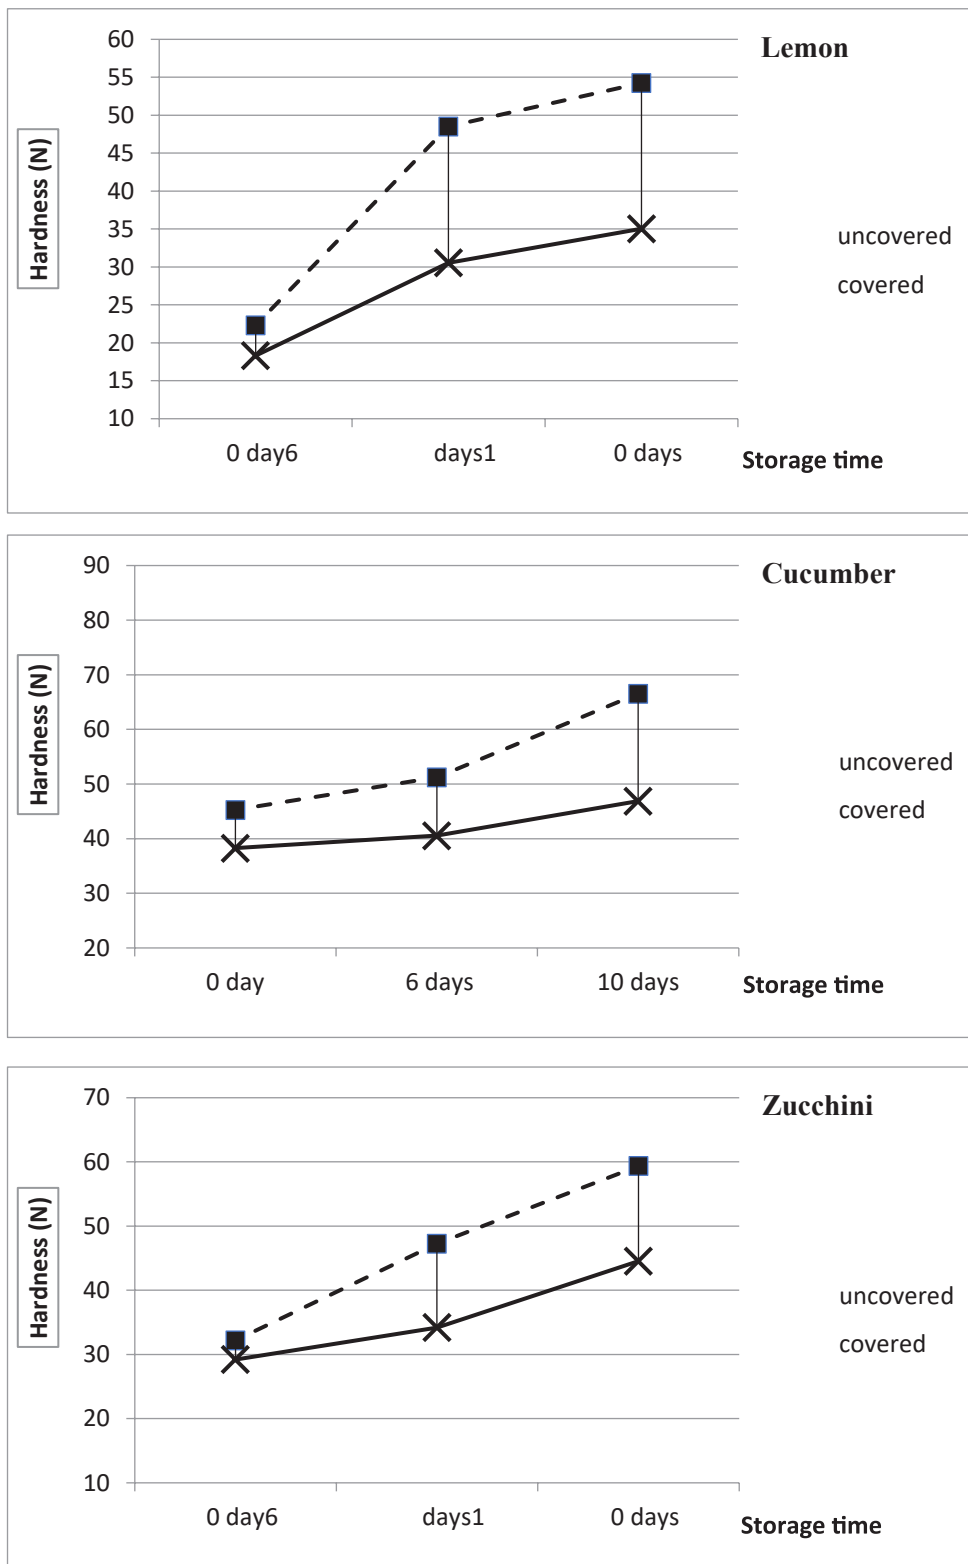 Lemon
60
55
50
45
40
35
30
25
20
15
10
Hardness (N)
uncovered
covered
0 day6 days1 0 days
Storage time
Cucumber
90
80
70
60
50
40
30
20
Hardness (N)
uncovered
covered
0 day 6 days 10 days
Storage time
Zucchini
70
60
50
40
30
20
10
Hardness (N)
uncovered
covered
0 day6 days1 0 days
Storage time